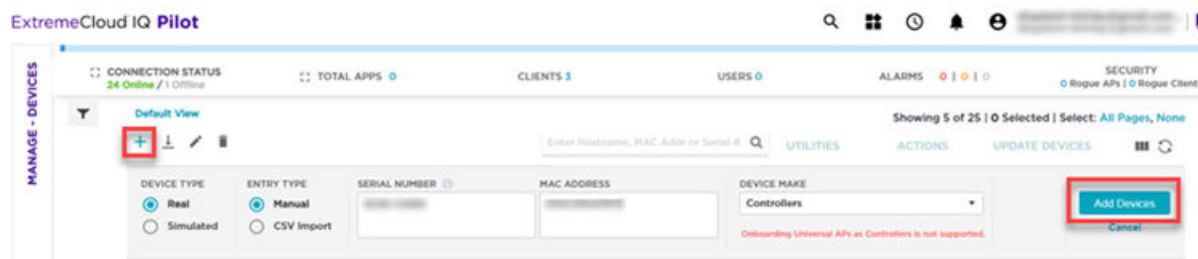 ExtremeCloud IQ Pilot
MANAGE - DEVICES
CONNECTION STATUS
24 Online / 1 Offline
TOTAL APPS 0
CLIENTS 3
USERS 0
ALARMS 0 | 0 | 0
SECURITY
0 Rogue APs | 0 Rogue Client
Default View
Showing 5 of 25 | 0 Selected | Select: All Pages, None
Enter Hostname, MAC Addr or Serial #
UTILITIES
ACTIONS
UPDATE DEVICES
DEVICE TYPE
Real
Simulated
ENTRY TYPE
Manual
CSV Import
SERIAL NUMBER
MAC ADDRESS
DEVICE MAKE
Controllers
Onboarding Universal APs as Controllers is not supported.
Add Devices
Cancel